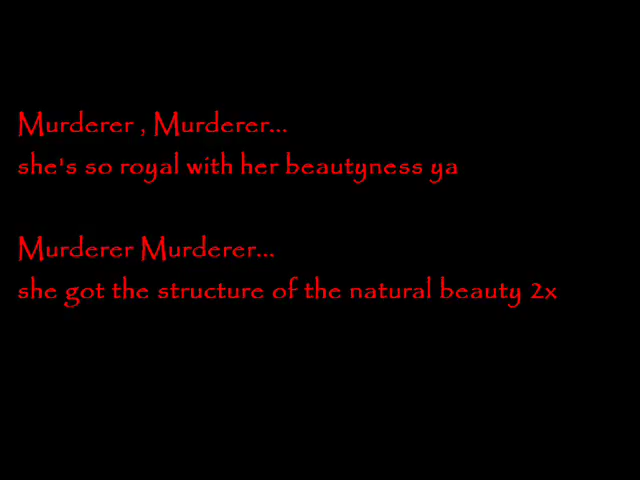 Murderer , Murderer...
she's so royal with her beautyness ya
Murderer Murderer...
she got the structure of the natural beauty 2x